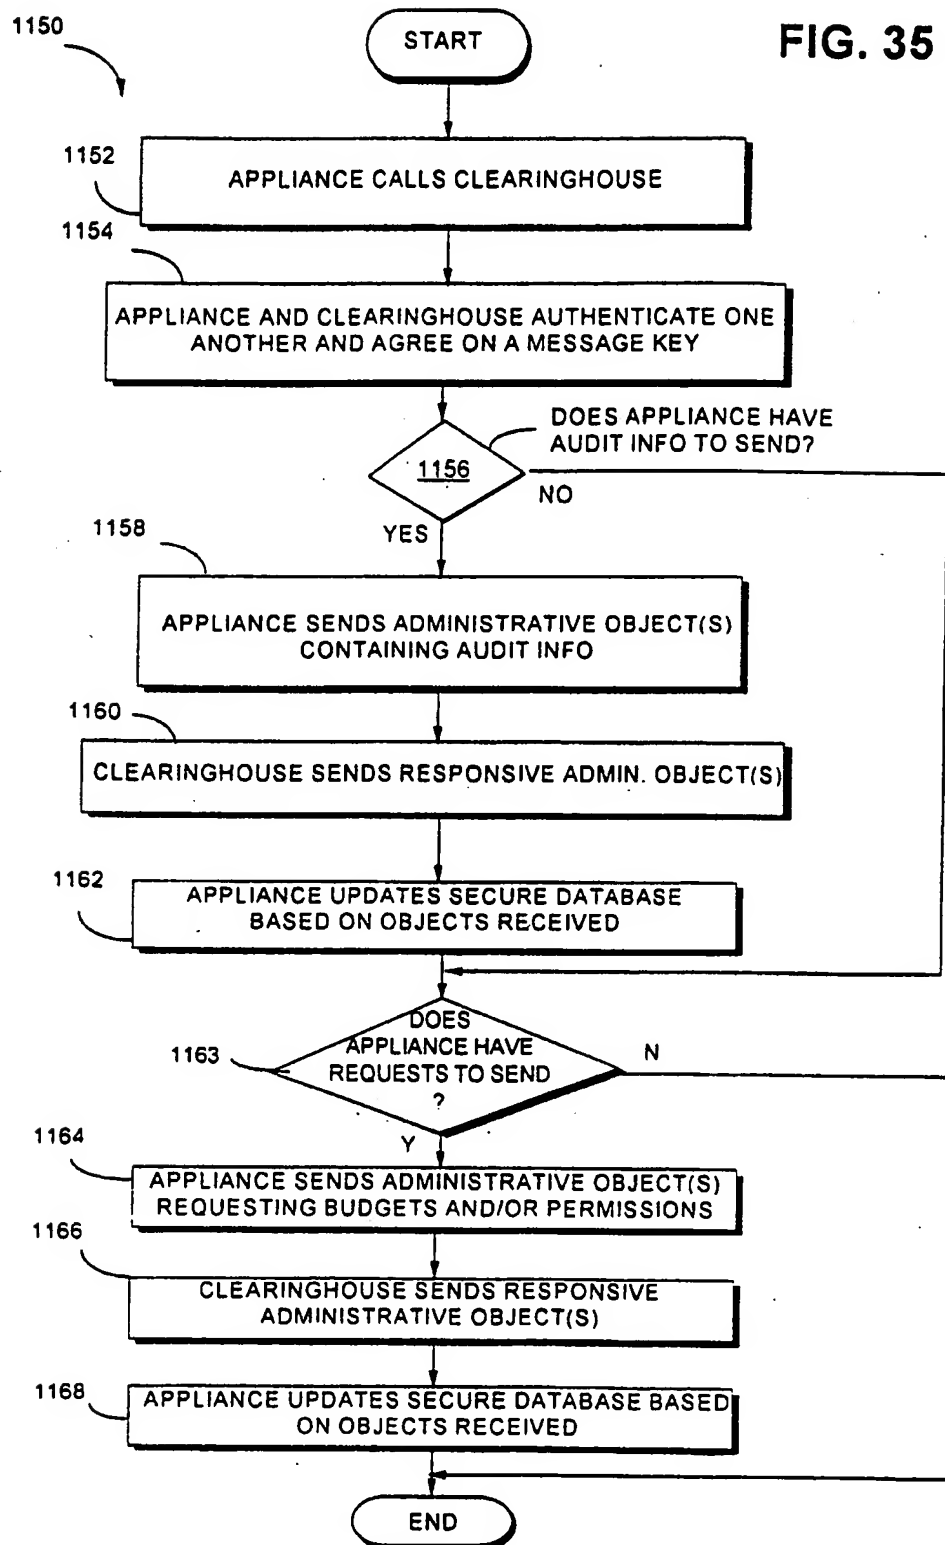 1150
START
FIG. 35
1152
APPLIANCE CALLS CLEARINGHOUSE
1154
APPLIANCE AND CLEARINGHOUSE AUTHENTICATE ONE
ANOTHER AND AGREE ON A MESSAGE KEY
DOES APPLIANCE HAVE
AUDIT INFO TO SEND?
1156
NO
YES
1158
APPLIANCE SENDS ADMINISTRATIVE OBJECT(S)
CONTAINING AUDIT INFO
1160
CLEARINGHOUSE SENDS RESPONSIVE ADMIN. OBJECT(S)
1162
APPLIANCE UPDATES SECURE DATABASE
BASED ON OBJECTS RECEIVED
1163
DOES
APPLIANCE HAVE
REQUESTS TO SEND
?
N
Y
1164
APPLIANCE SENDS ADMINISTRATIVE OBJECT(S)
REQUESTING BUDGETS AND/OR PERMISSIONS
1166
CLEARINGHOUSE SENDS RESPONSIVE
ADMINISTRATIVE OBJECT(S)
1168
APPLIANCE UPDATES SECURE DATABASE BASED
ON OBJECTS RECEIVED
END